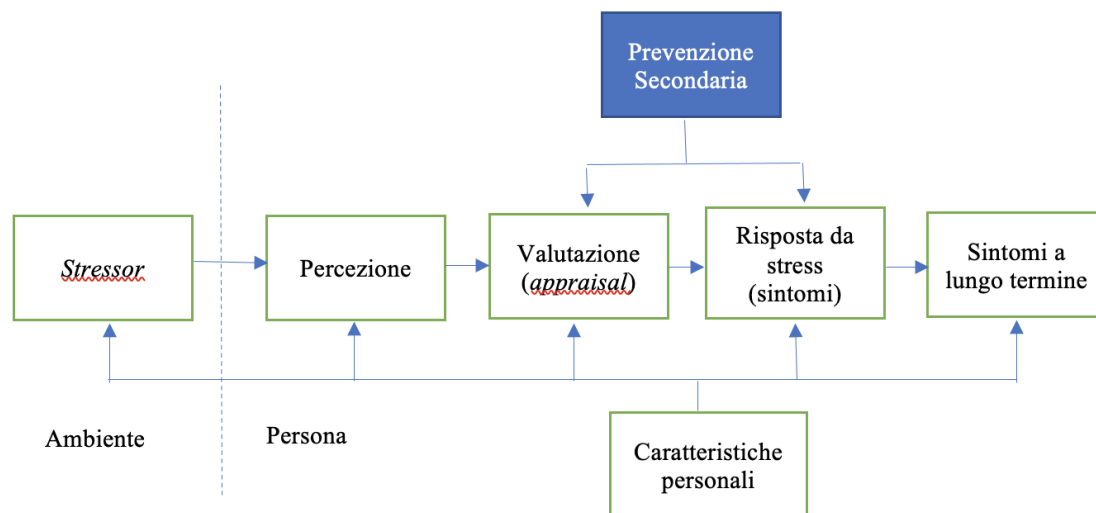 Prevenzione
Secondaria
Stressor
Percezione
Valutazione
(appraisal)
Risposta da
stress
(sintomi)
Sintomi a
lungo termine
Ambiente
Persona
Caratteristiche
personali